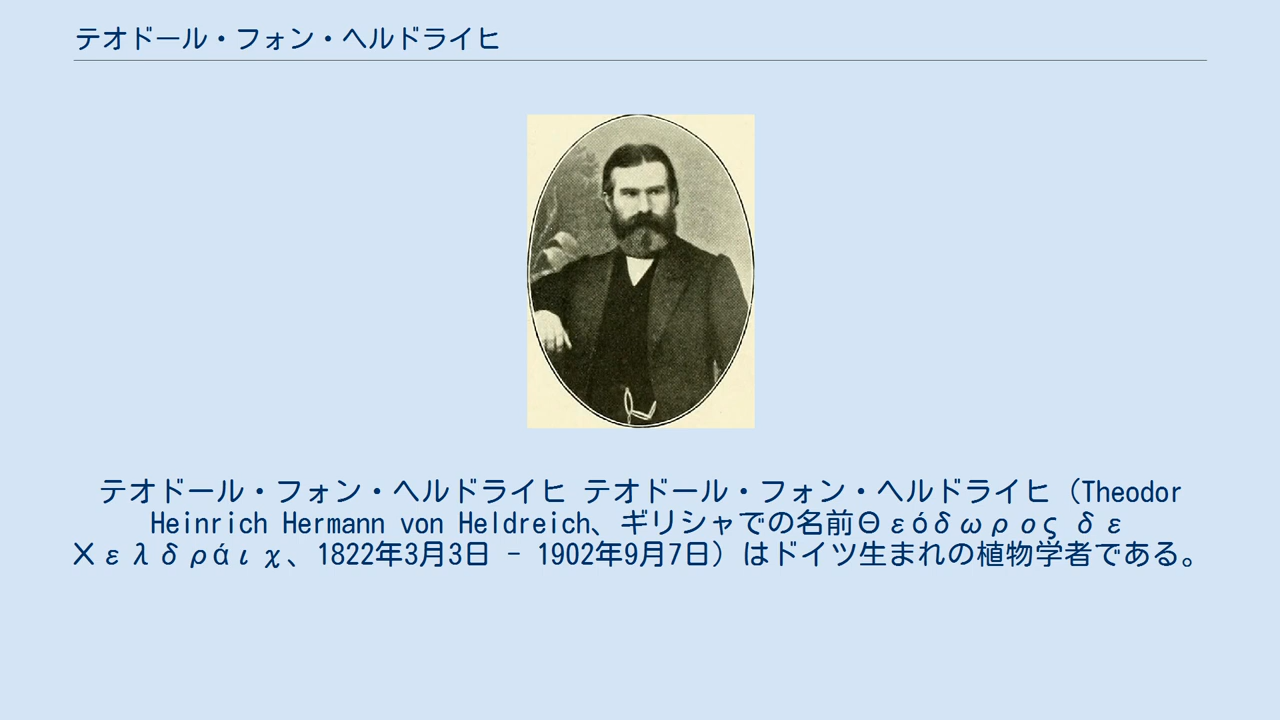 テオドール・フォン・ヘルドライヒ
テオドール・フォン・ヘルドライヒ テオドール・フォン・ヘルドライヒ（Theodor
Heinrich Hermann von Heldreich、ギリシャでの名前Θεόδωρος δε
Χελδράιχ、1822年3月3日 - 1902年9月7日）はドイツ生まれの植物学者である。